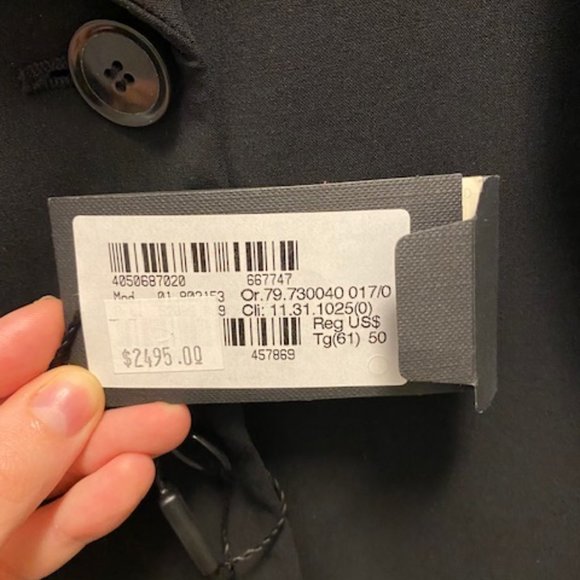 4050687020 667747
Mod. Or.79.730040 017/0
9 Cli: 11.31.1025(0)
Reg US$
Tg(61) 50
$2495.00 457869